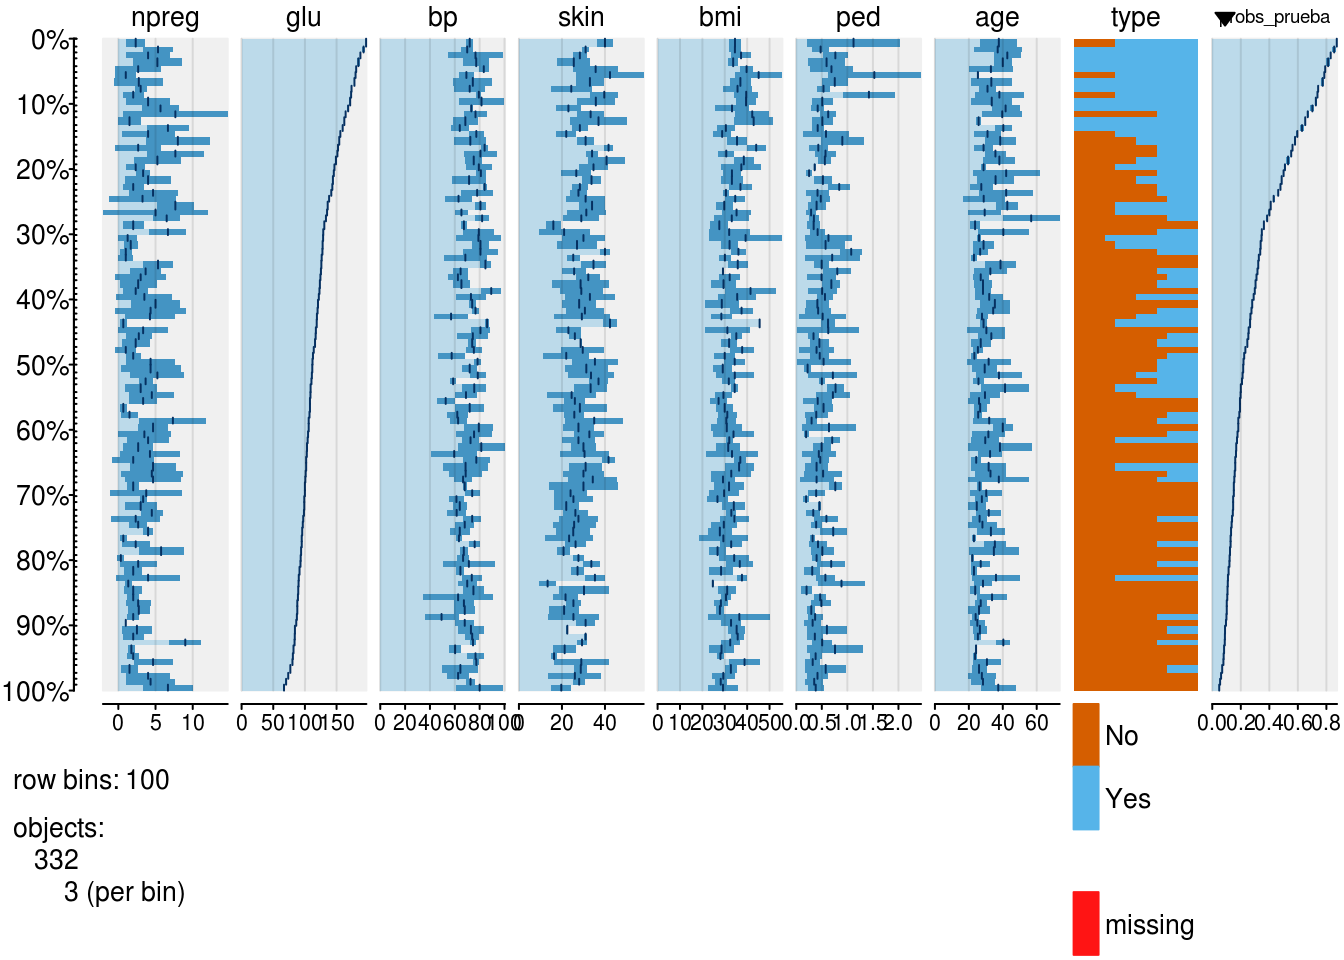 npreg glu bp skin bmi ped age type probs_prueba
0%
10%
20%
30%
40%
50%
60%
70%
80%
90%
100%
0 5 10 0 50 100 150 0 20 40 60 80 100 0 20 40 0 10 20 30 40 50 0.0 0.5 1.0 1.5 2.0 0 20 40 60 0.0 0.2 0.4 0.6 0.8
No
row bins: 100
Yes
objects:
332
3 (per bin)
missing